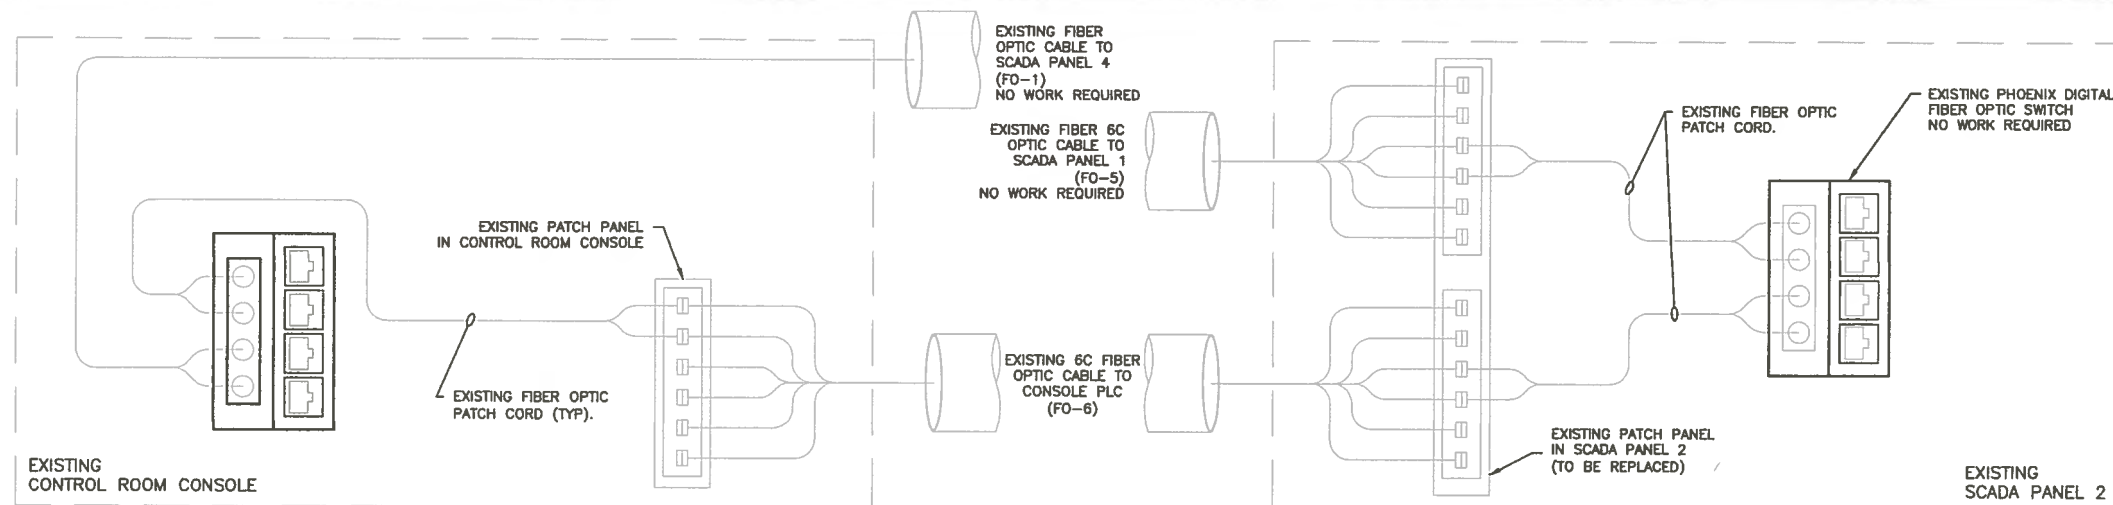 EXISTING FIBER
OPTIC CABLE TO
SCADA PANEL 4
(FO-1)
NO WORK REQUIRED
EXISTING FIBER 6C
OPTIC CABLE TO
SCADA PANEL 1
(FO-5)
NO WORK REQUIRED
EXISTING FIBER OPTIC
PATCH CORD.
EXISTING PHOENIX DIGITAL
FIBER OPTIC SWITCH
NO WORK REQUIRED
EXISTING PATCH PANEL
IN CONTROL ROOM CONSOLE
EXISTING FIBER OPTIC
PATCH CORD (TYP).
EXISTING 6C FIBER
OPTIC CABLE TO
CONSOLE PLC
(FO-6)
EXISTING PATCH PANEL
IN SCADA PANEL 2
(TO BE REPLACED)
EXISTING
CONTROL ROOM CONSOLE
EXISTING
SCADA PANEL 2